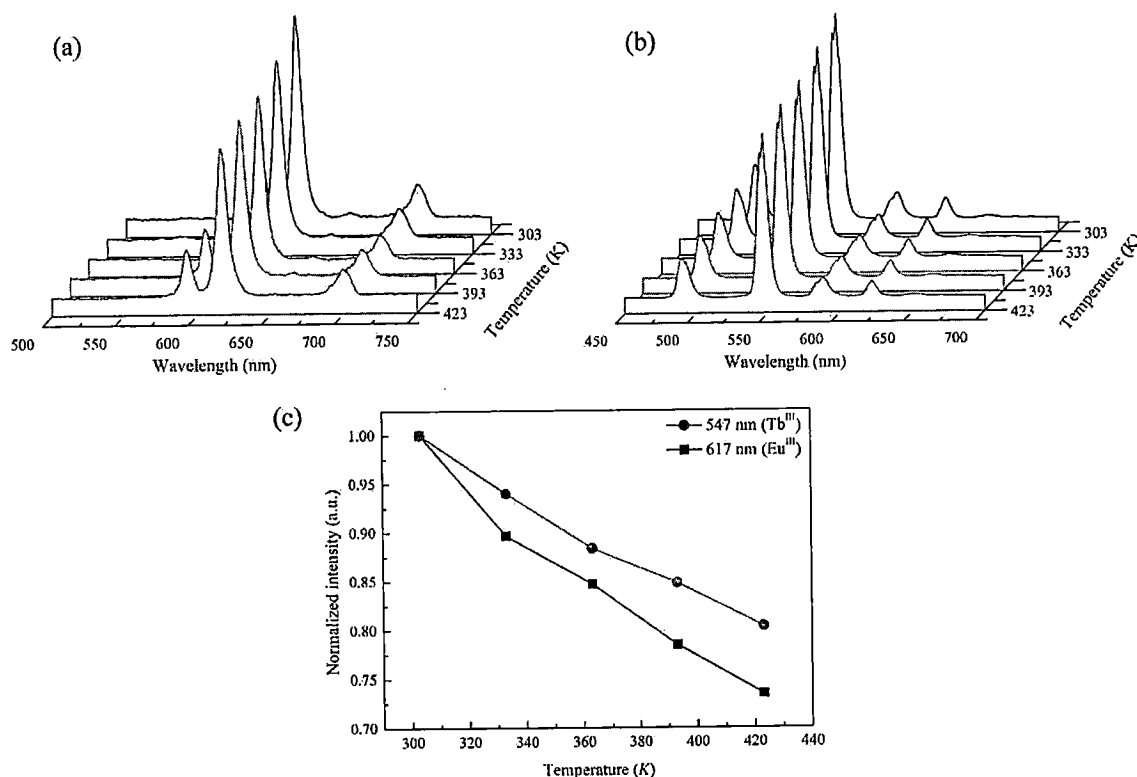 (a)
303
333
363
393
423
Temperature (K)
500 550 600 650 700 750
Wavelength (nm)
(b)
303
333
363
393
423
Temperature (K)
450 500 550 600 650 700
Wavelength (nm)
(c)
547 nm (Tb^III)
617 nm (Eu^III)
1.00
0.95
0.90
0.85
0.80
0.75
0.70
Normalized intensity (a.u.)
300 320 340 360 380 400 420 440
Temperature (K)